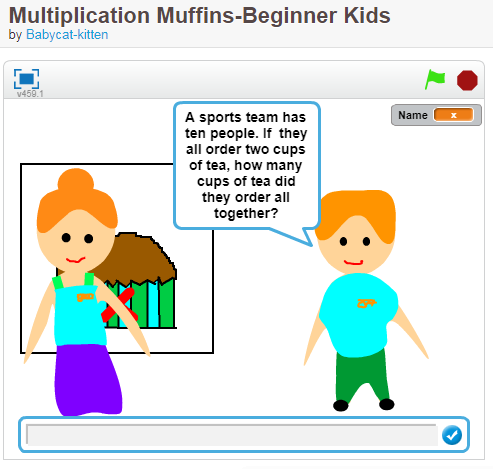 Multiplication Muffins-Beginner Kids
by Babycat-kitten
v459.1
Name x
A sports team has
ten people. If they
all order two cups
of tea, how many
cups of tea did
they order all
together?